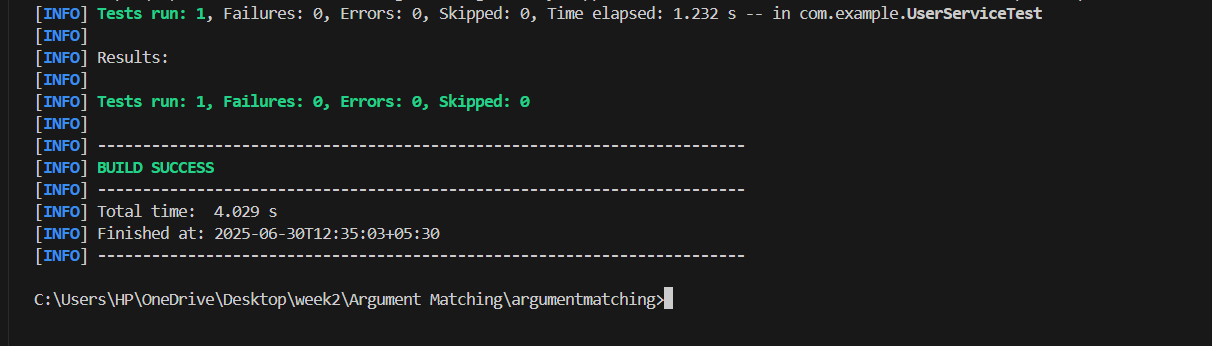 [INFO] Tests run: 1, Failures: 0, Errors: 0, Skipped: 0, Time elapsed: 1.232 s -- in com.example.UserServiceTest
[INFO]
[INFO] Results:
[INFO]
[INFO] Tests run: 1, Failures: 0, Errors: 0, Skipped: 0
[INFO]
[INFO] ------------------------------------------------------------------------
[INFO] BUILD SUCCESS
[INFO] ------------------------------------------------------------------------
[INFO] Total time:  4.029 s
[INFO] Finished at: 2025-06-30T12:35:03+05:30
[INFO] ------------------------------------------------------------------------
C:\Users\HP\OneDrive\Desktop\week2\Argument Matching\argumentmatching>